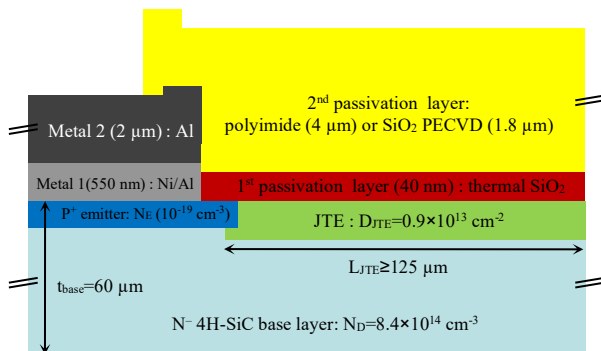 2nd passivation layer:
polyimide (4 µm) or SiO2 PECVD (1.8 µm)
Metal 2 (2 µm) : Al
Metal 1(550 nm) : Ni/Al
1st passivation layer (40 nm) : thermal SiO2
P+ emitter: NE (10-19 cm-3)
JTE : DJTE=0.9×1013 cm-2
LJTE≥125 µm
tbase=60 µm
N- 4H-SiC base layer: ND=8.4×1014 cm-3